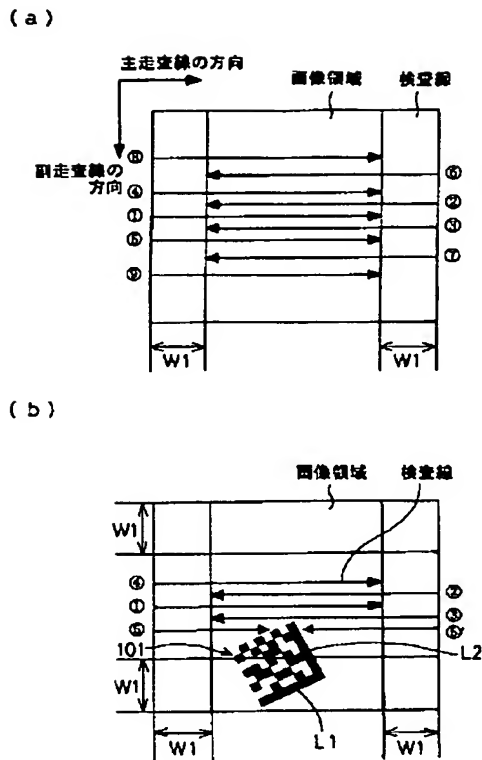 (a)
主走査線の方向
画像領域
検査線
副走査線の
方向
⑧
⑥
④
②
①
③
⑤
⑦
⑨
W1
W1
(b)
画像領域
検査線
W1
④
②
①
③
⑤
⑤'
101
L2
W1
L1
W1
W1